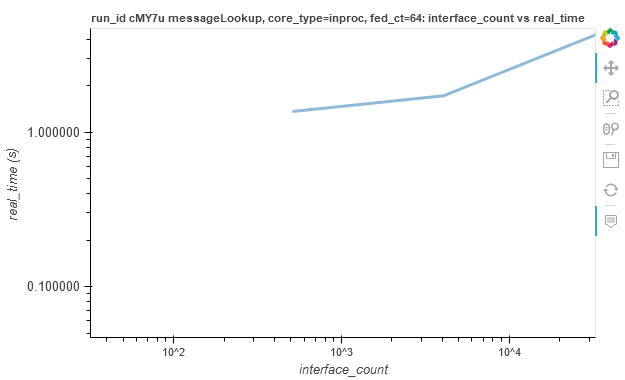 run_id cMY7u messageLookup, core_type=inproc, fed_ct=64: interface_count vs real_time
1.000000
real_time (s)
0.100000
10^2
10^3
10^4
interface_count